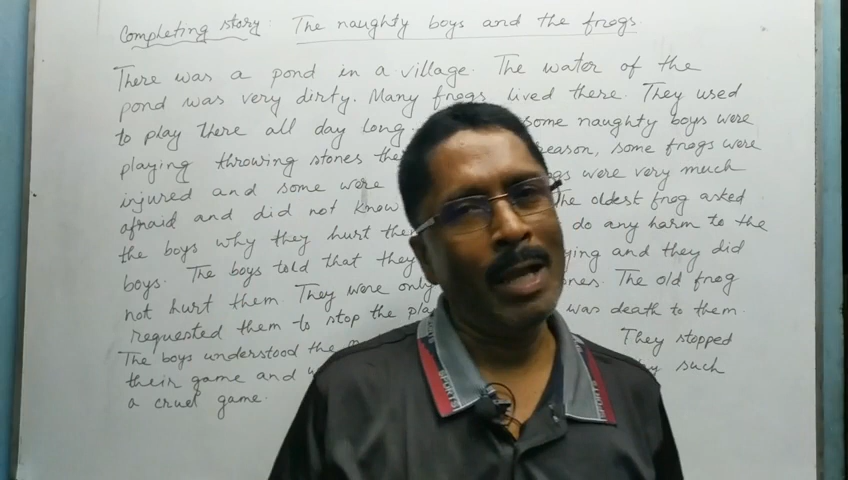 Completing story: The naughty boys and the frogs.
There was a pond in a village. The water of the
pond was very dirty. Many frogs lived there. They used
to play there all day long. some naughty boys were
playing throwing stones reason, some frogs were
injured and some were were very much
afraid and did not know The oldest frog asked
the boys why they hurt do any harm to the
boys. The boys told that they and they did
not hurt them. They were only The old frog
requested them to stop the was death to them.
The boys understood the They stopped
their game and such
a cruel game.